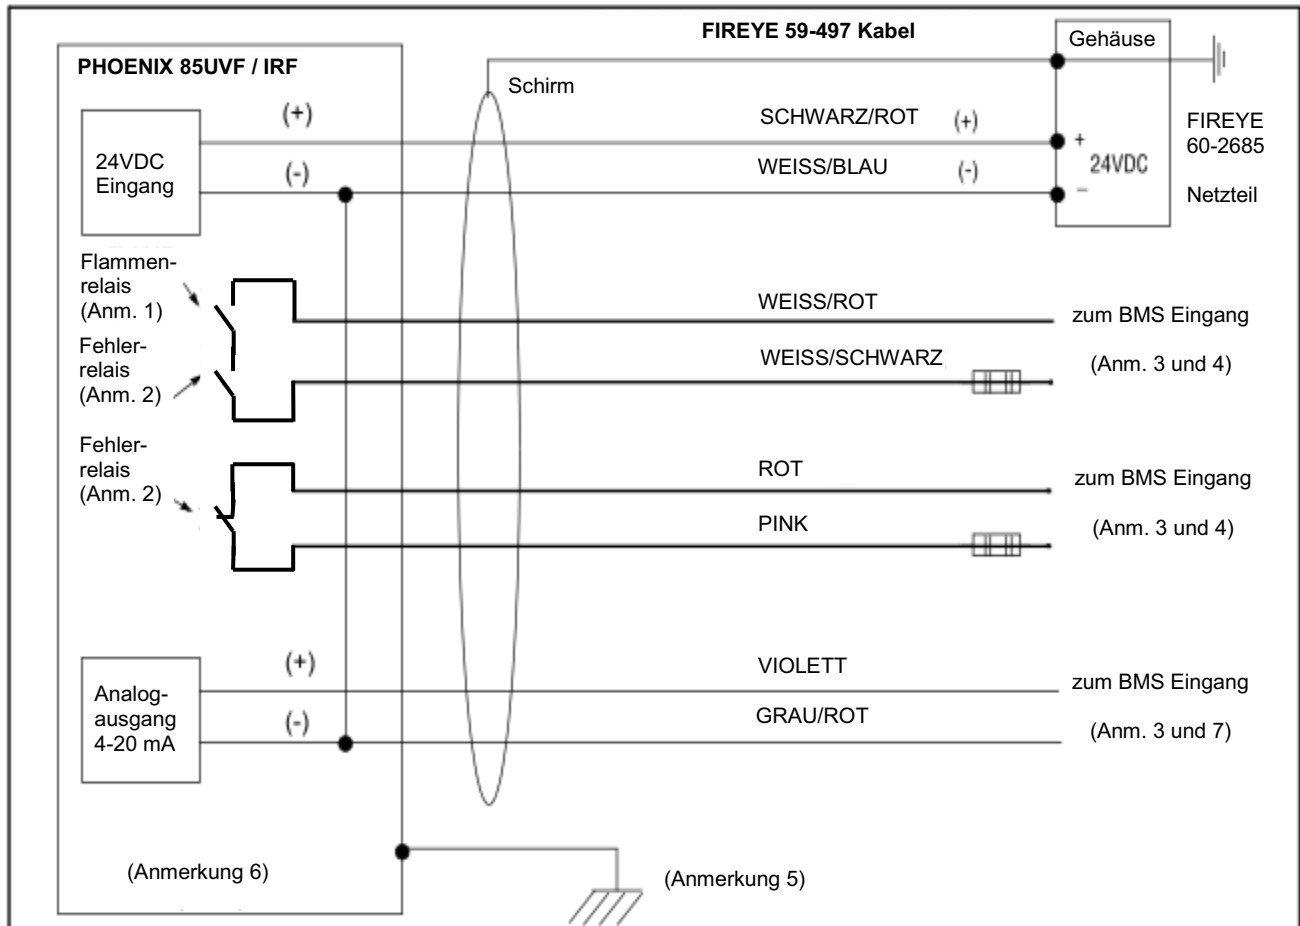 FIREYE 59-497 Kabel
Gehäuse
PHOENIX 85UVF / IRF
Schirm
(+)
SCHWARZ/ROT
(+)
+
FIREYE
60-2685
24VDC
Eingang
(-)
WEISS/BLAU
(-)
24VDC
−
Netzteil
Flammen-
relais
(Anm. 1)
WEISS/ROT
zum BMS Eingang
Fehler-
relais
(Anm. 2)
WEISS/SCHWARZ
(Anm. 3 und 4)
Fehler-
relais
(Anm. 2)
ROT
zum BMS Eingang
PINK
(Anm. 3 und 4)
(+)
VIOLETT
zum BMS Eingang
Analog-
ausgang
4-20 mA
(-)
GRAU/ROT
(Anm. 3 und 7)
(Anmerkung 6)
(Anmerkung 5)